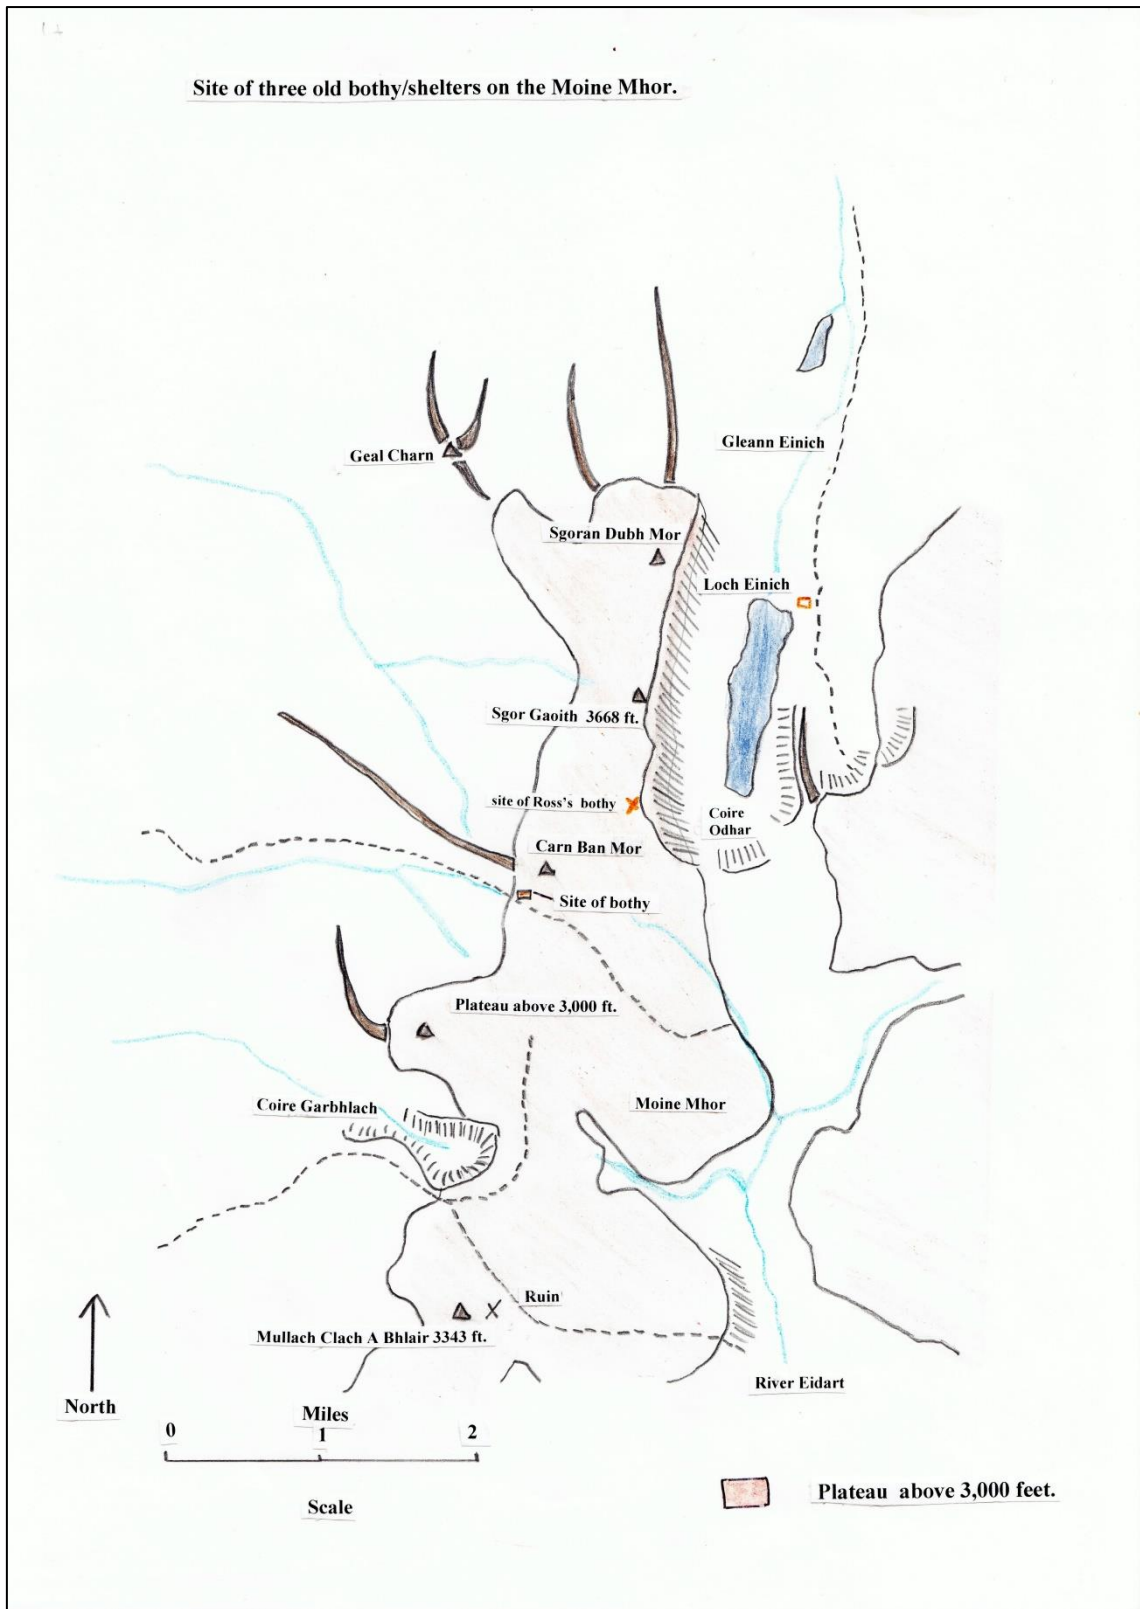 Site of three old bothy/shelters on the Moine Mhor.
Gleann Einich
Geal Charn
Sgoran Dubh Mor
Loch Einich
Sgor Gaoith 3668 ft.
site of Ross's bothy
Coire
Odhar
Carn Ban Mor
Site of bothy
Plateau above 3,000 ft.
Coire Garbhlach
Moine Mhor
Ruin
Mullach Clach A Bhlair 3343 ft.
River Eidart
North
Miles
0 1 2
Scale
Plateau above 3,000 feet.